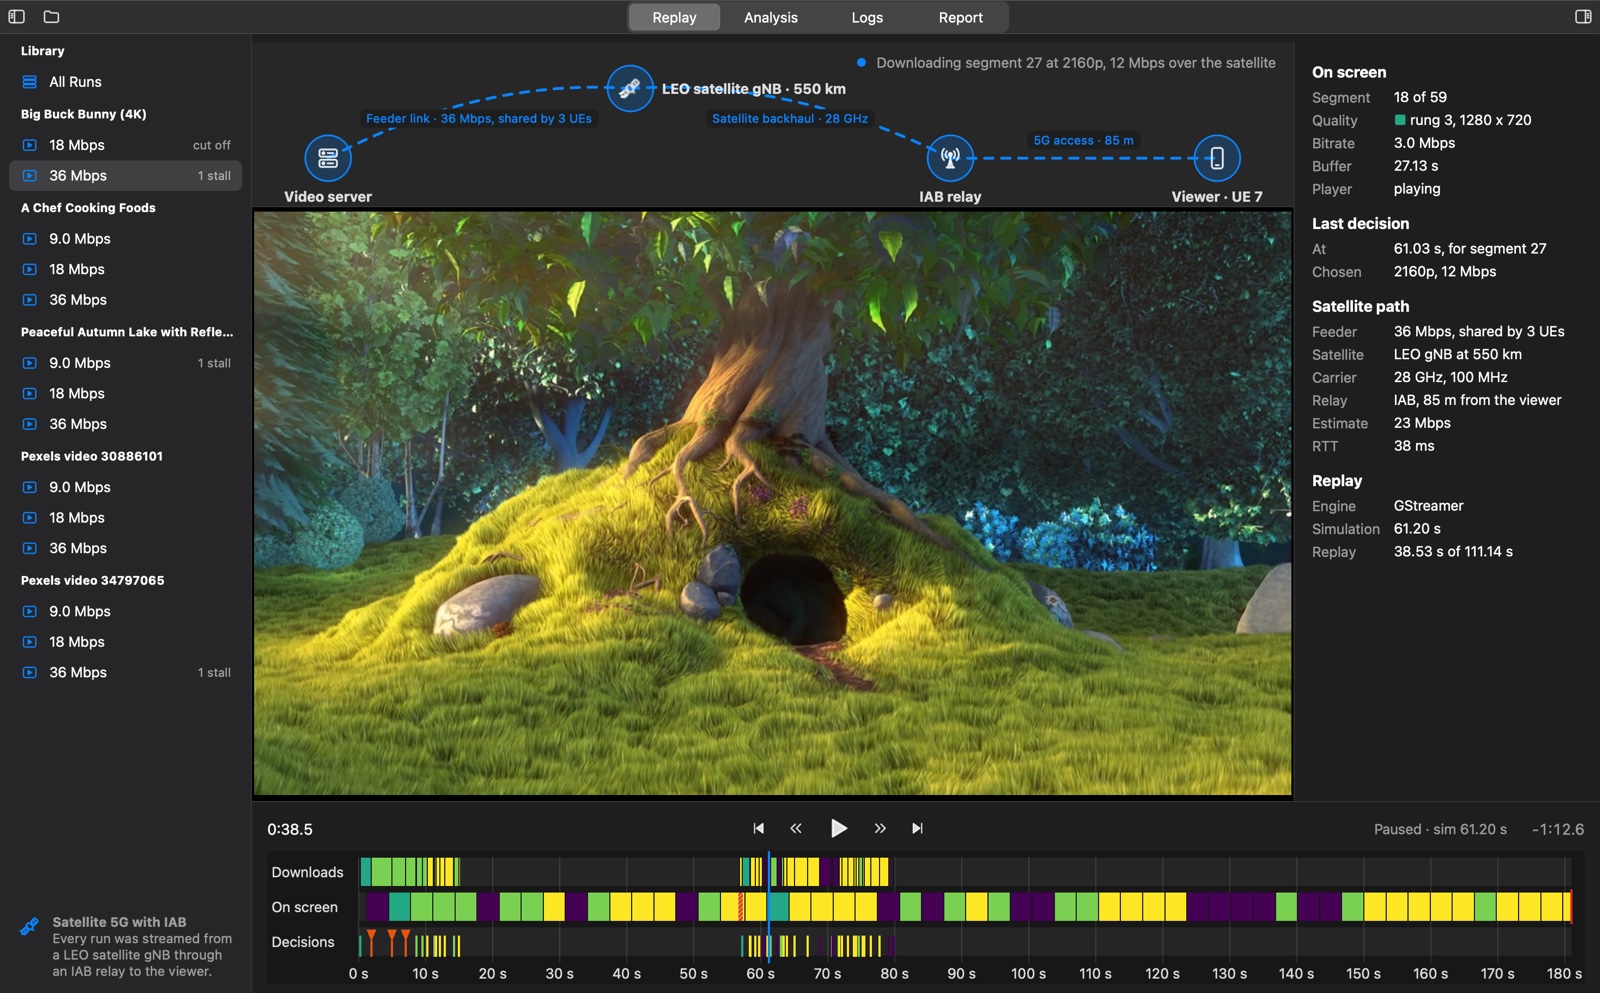 Replay
Analysis
Logs
Report
Library
All Runs
Big Buck Bunny (4K)
18 Mbps cut off
36 Mbps 1 stall
A Chef Cooking Foods
9.0 Mbps
18 Mbps
36 Mbps
Peaceful Autumn Lake with Refle...
9.0 Mbps 1 stall
18 Mbps
36 Mbps
Pexels video 30886101
9.0 Mbps
18 Mbps
36 Mbps
Pexels video 34797065
9.0 Mbps
18 Mbps
36 Mbps 1 stall
Satellite 5G with IAB
Every run was streamed from
a LEO satellite gNB through
an IAB relay to the viewer.
Downloading segment 27 at 2160p, 12 Mbps over the satellite
LEO satellite gNB · 550 km
Feeder link · 36 Mbps, shared by 3 UEs
Satellite backhaul · 28 GHz
5G access · 85 m
Video server
IAB relay
Viewer · UE 7
On screen
Segment 18 of 59
Quality rung 3, 1280 x 720
Bitrate 3.0 Mbps
Buffer 27.13 s
Player playing
Last decision
At 61.03 s, for segment 27
Chosen 2160p, 12 Mbps
Satellite path
Feeder 36 Mbps, shared by 3 UEs
Satellite LEO gNB at 550 km
Carrier 28 GHz, 100 MHz
Relay IAB, 85 m from the viewer
Estimate 23 Mbps
RTT 38 ms
Replay
Engine GStreamer
Simulation 61.20 s
Replay 38.53 s of 111.14 s
0:38.5
Paused · sim 61.20 s -1:12.6
Downloads
On screen
Decisions
0 s 10 s 20 s 30 s 40 s 50 s 60 s 70 s 80 s 90 s 100 s 110 s 120 s 130 s 140 s 150 s 160 s 170 s 180 s